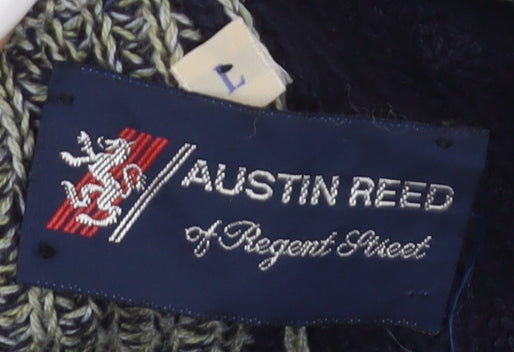 L
AUSTIN REED
of Regent Street